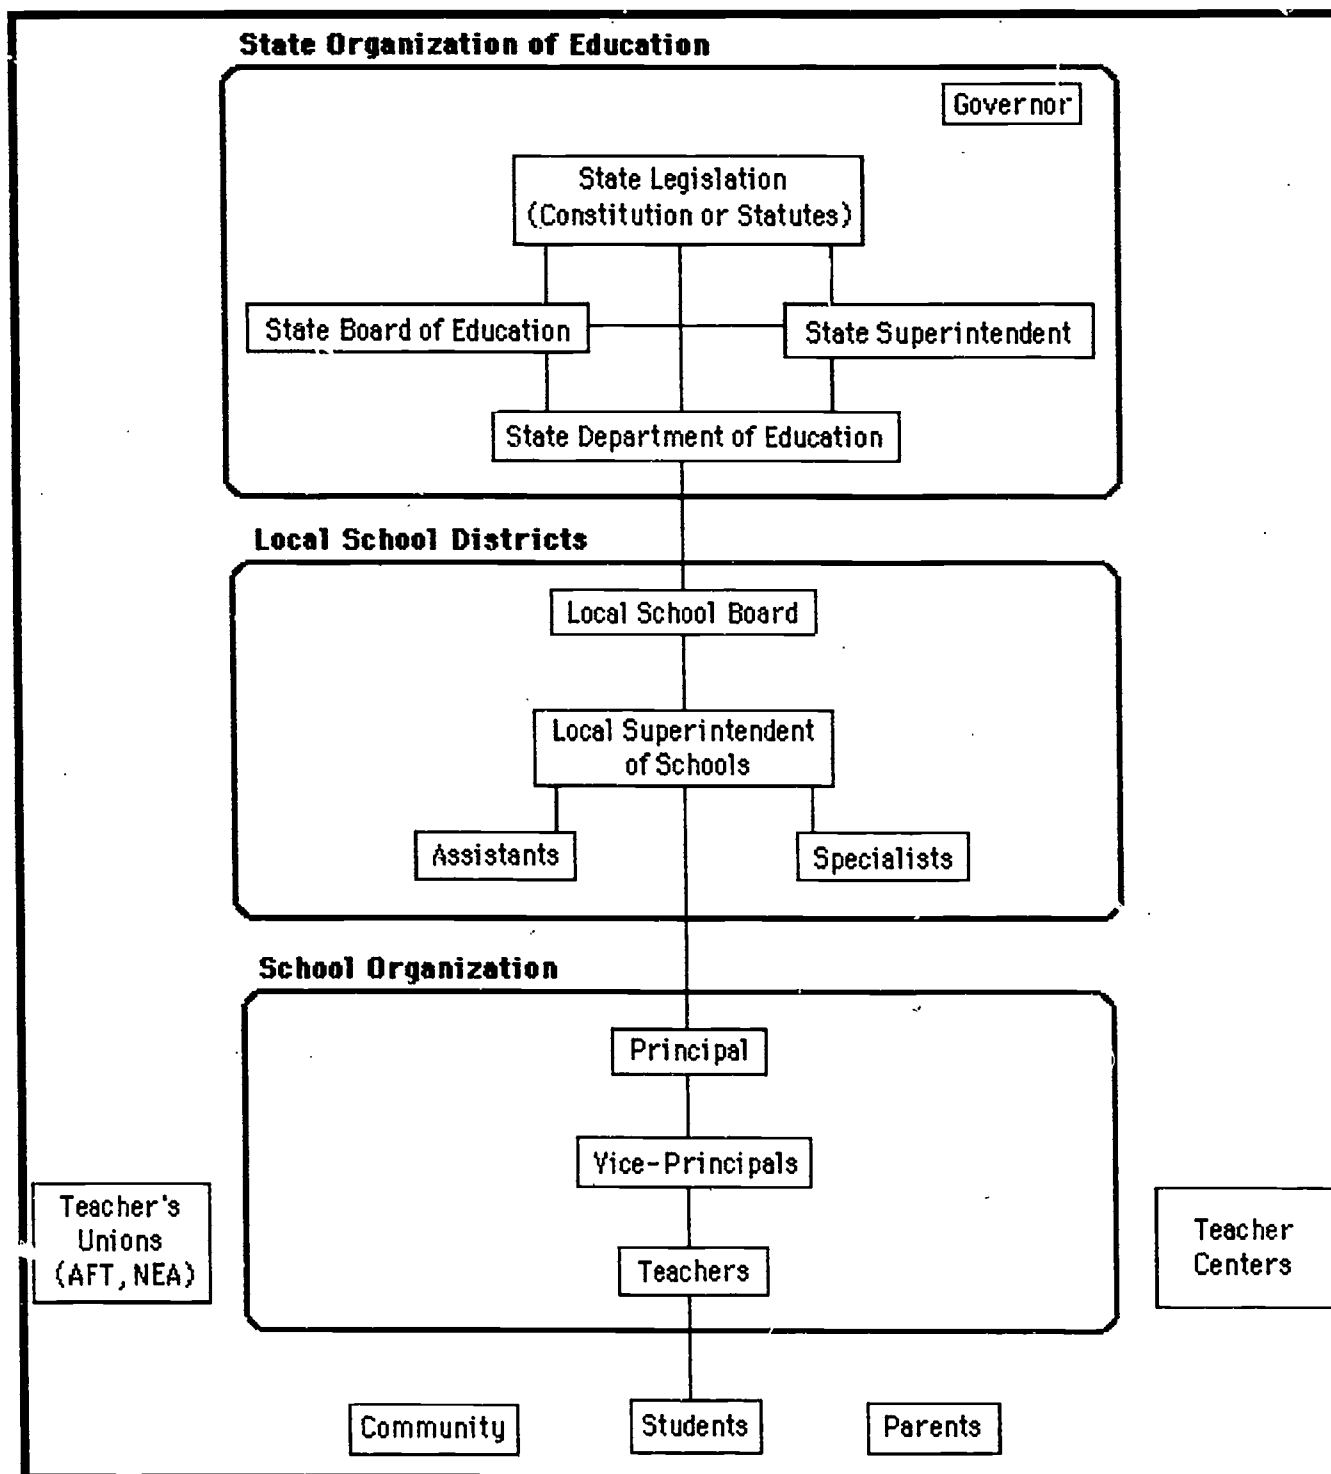 State Organization of Education
Governor
State Legislation
(Constitution or Statutes)
State Board of Education
State Superintendent
State Department of Education
Local School Districts
Local School Board
Local Superintendent
of Schools
Assistants
Specialists
School Organization
Principal
Vice-Principals
Teacher's
Unions
(AFT, NEA)
Teachers
Teacher
Centers
Community
Students
Parents